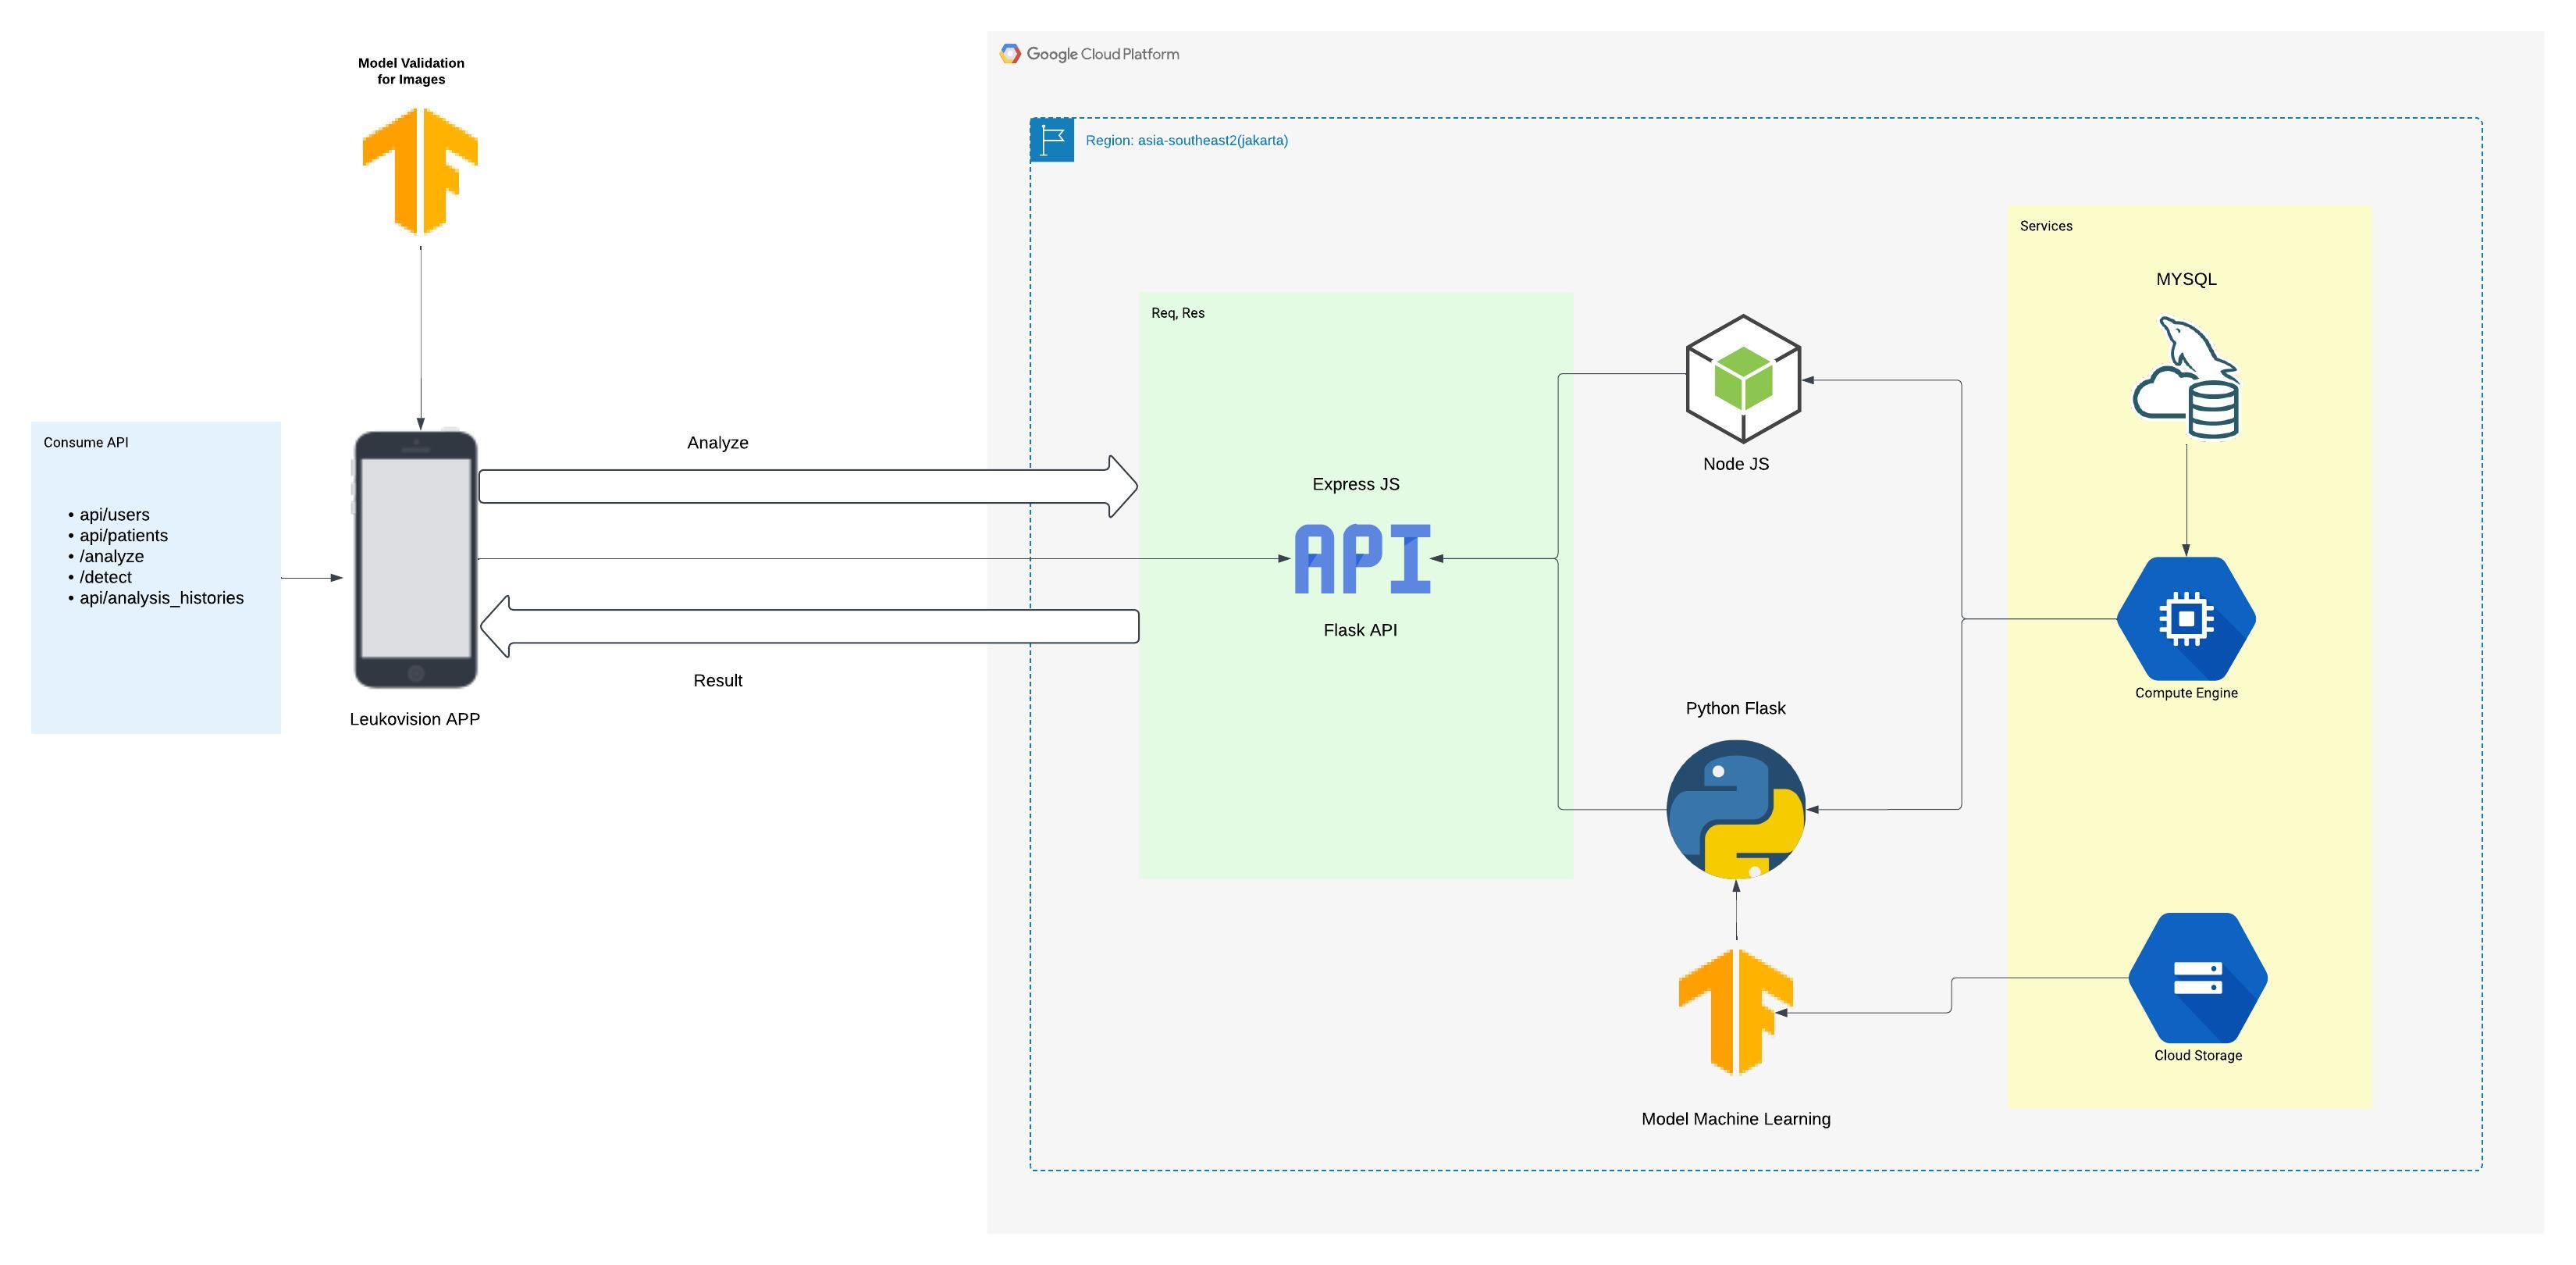 Model Validation
for Images
Consume API
• api/users
• api/patients
• /analyze
• /detect
• api/analysis_histories
Leukovision APP
Analyze
Result
Google Cloud Platform
Region: asia-southeast2(jakarta)
Req, Res
Express JS
API
Flask API
Node JS
Python Flask
Model Machine Learning
Services
MYSQL
Compute Engine
Cloud Storage